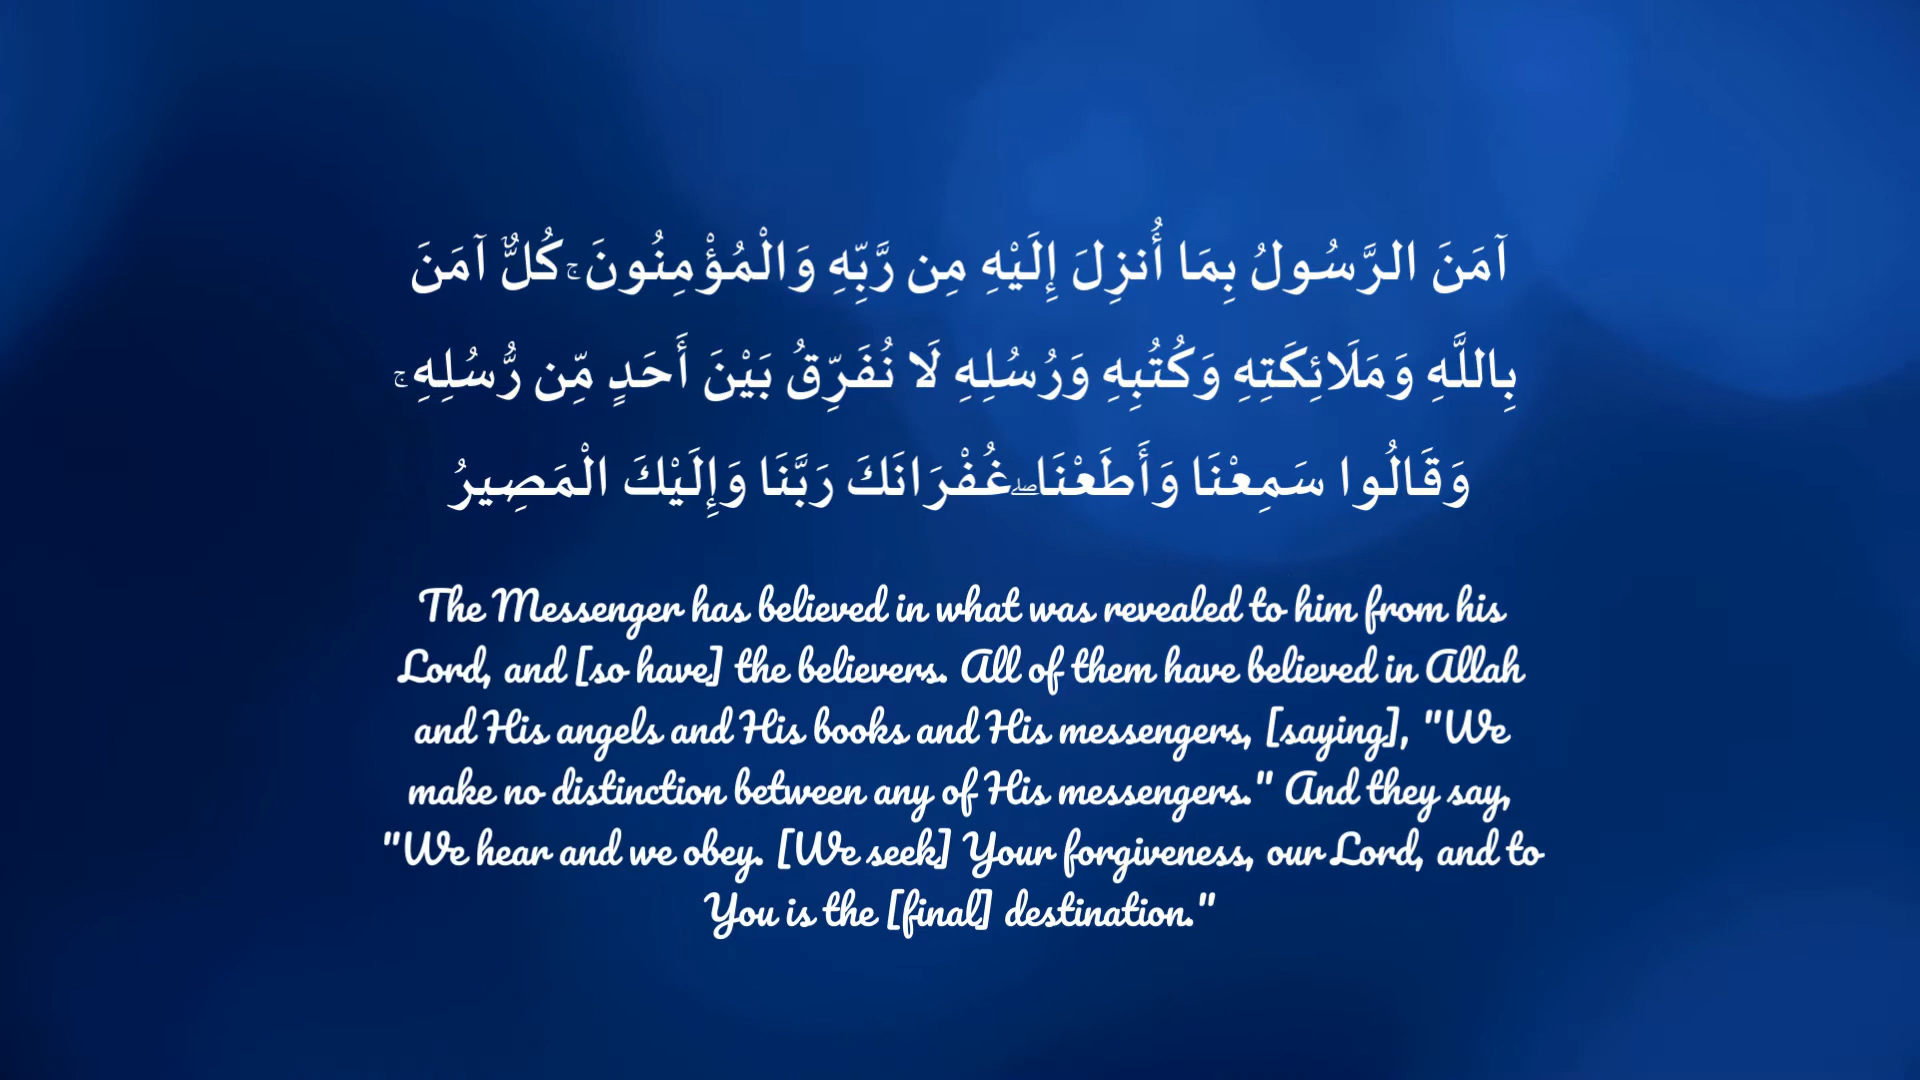 آمَنَ الرَّسُولُ بِمَا أُنزِلَ إِلَيْهِ مِن رَّبِّهِ وَالْمُؤْمِنُونَ ۚ كُلٌّ آمَنَ
بِاللَّهِ وَمَلَائِكَتِهِ وَكُتُبِهِ وَرُسُلِهِ لَا نُفَرِّقُ بَيْنَ أَحَدٍ مِّن رُّسُلِهِ ۚ
وَقَالُوا سَمِعْنَا وَأَطَعْنَا ۖ غُفْرَانَكَ رَبَّنَا وَإِلَيْكَ الْمَصِيرُ
The Messenger has believed in what was revealed to him from his
Lord, and [so have] the believers. All of them have believed in Allah
and His angels and His books and His messengers, [saying], "We
make no distinction between any of His messengers." And they say,
"We hear and we obey. [We seek] Your forgiveness, our Lord, and to
You is the [final] destination."